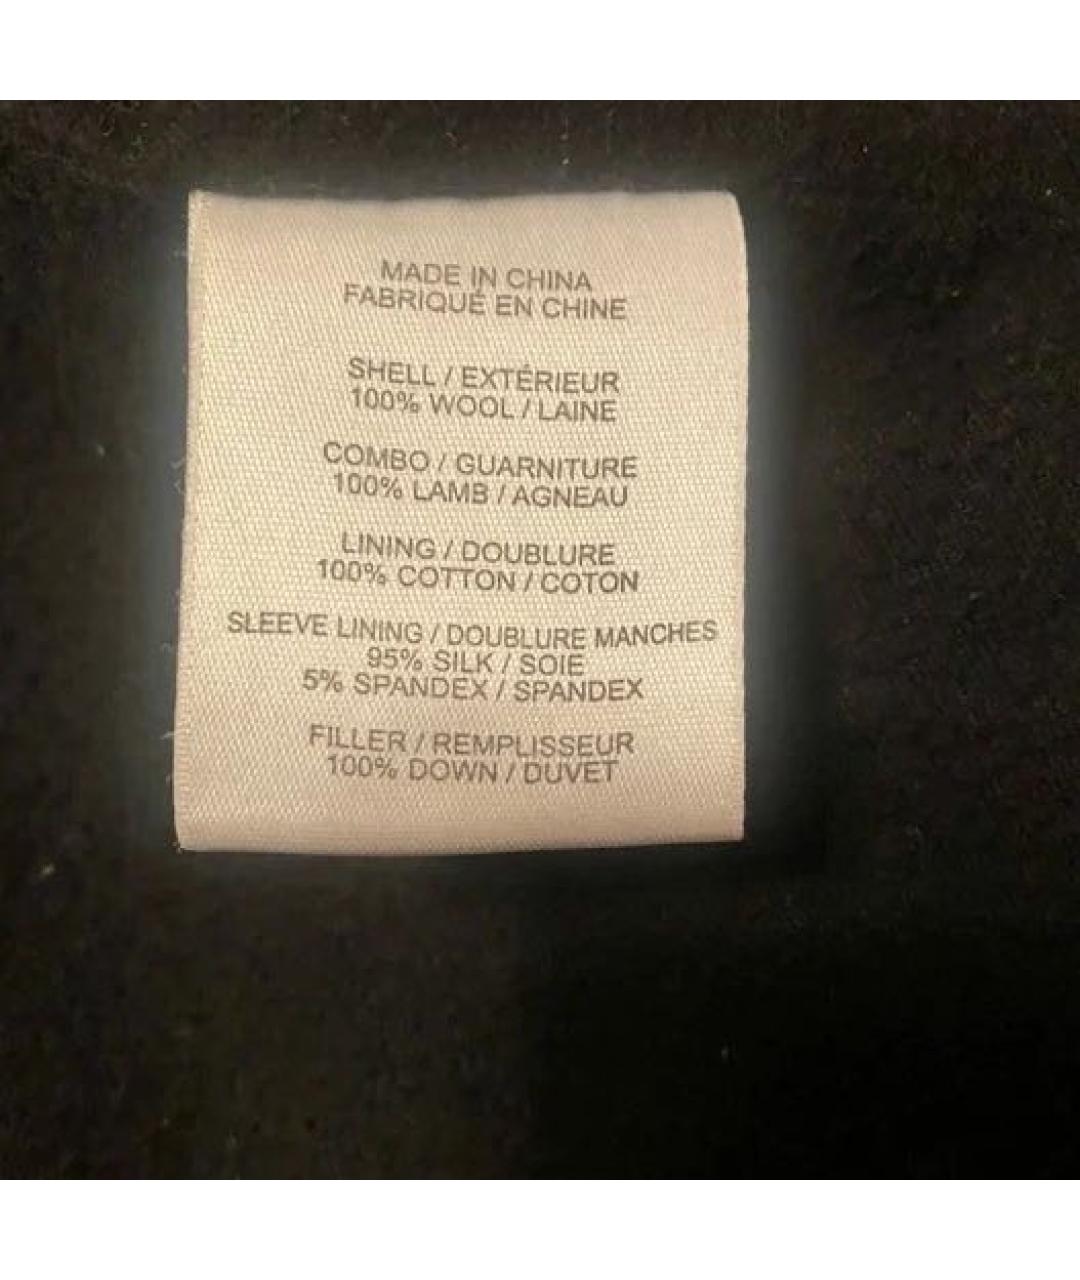 MADE IN CHINA
FABRIQUÉ EN CHINE
SHELL / EXTÉRIEUR
100% WOOL / LAINE
COMBO / GUARNITURE
100% LAMB / AGNEAU
LINING / DOUBLURE
100% COTTON / COTON
SLEEVE LINING / DOUBLURE MANCHES
95% SILK / SOIE
5% SPANDEX / SPANDEX
FILLER / REMPLISSEUR
100% DOWN / DUVET